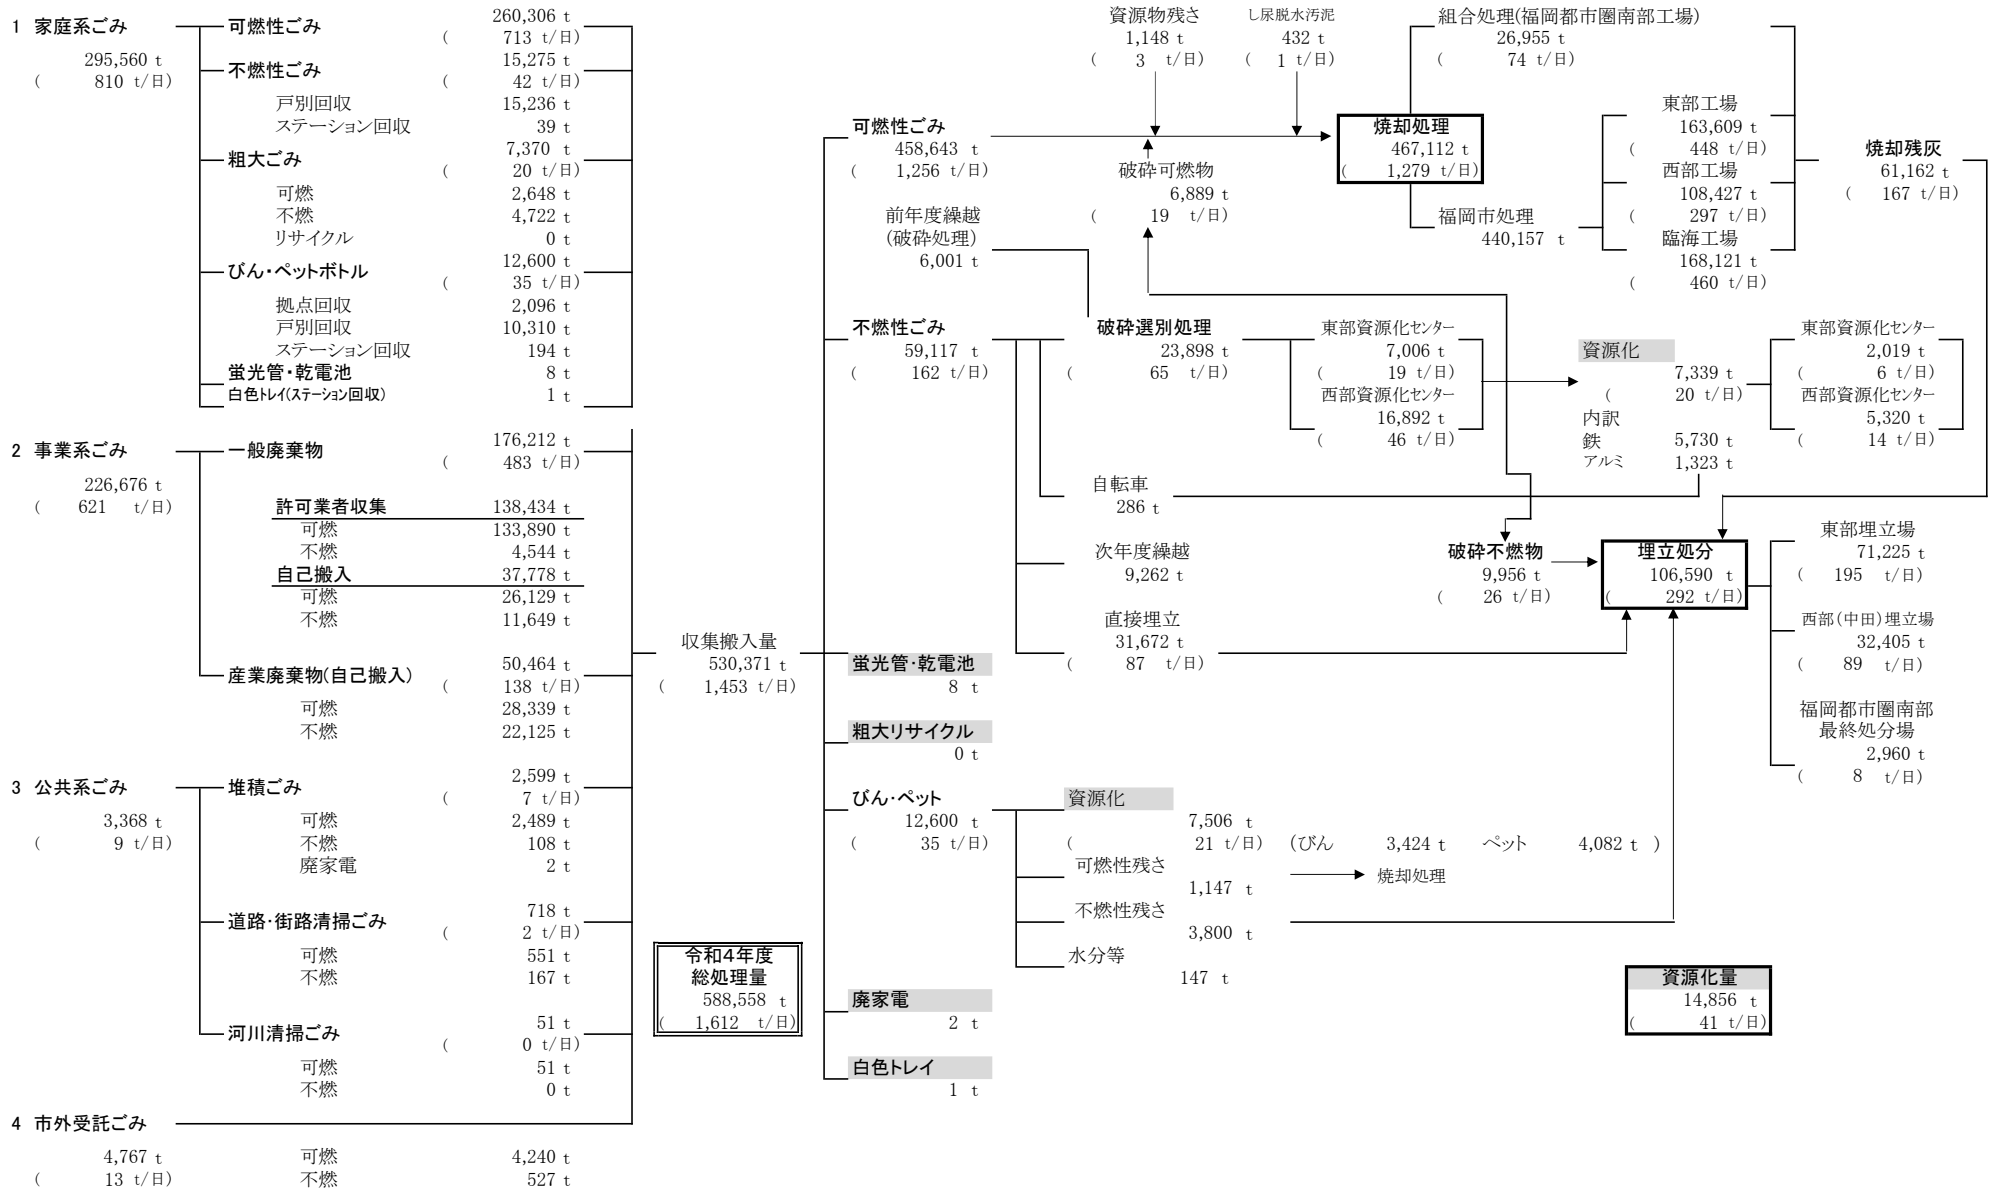 1 家庭系ごみ
295,560 t
( 810 t/日)
可燃性ごみ
260,306 t
( 713 t/日)
不燃性ごみ
15,275 t
( 42 t/日)
戸別回収 15,236 t
ステーション回収 39 t
粗大ごみ
7,370 t
( 20 t/日)
可燃 2,648 t
不燃 4,722 t
リサイクル 0 t
びん・ペットボトル
12,600 t
( 35 t/日)
拠点回収 2,096 t
戸別回収 10,310 t
ステーション回収 194 t
蛍光管・乾電池 8 t
白色トレイ(ステーション回収) 1 t
2 事業系ごみ
226,676 t
( 621 t/日)
一般廃棄物
176,212 t
( 483 t/日)
許可業者収集 138,434 t
可燃 133,890 t
不燃 4,544 t
自己搬入 37,778 t
可燃 26,129 t
不燃 11,649 t
産業廃棄物(自己搬入)
50,464 t
( 138 t/日)
可燃 28,339 t
不燃 22,125 t
3 公共系ごみ
3,368 t
( 9 t/日)
堆積ごみ
2,599 t
( 7 t/日)
可燃 2,489 t
不燃 108 t
廃家電 2 t
道路・街路清掃ごみ
718 t
( 2 t/日)
可燃 551 t
不燃 167 t
河川清掃ごみ
51 t
( 0 t/日)
可燃 51 t
不燃 0 t
4 市外受託ごみ
4,767 t
( 13 t/日)
可燃 4,240 t
不燃 527 t
収集搬入量
530,371 t
( 1,453 t/日)
令和4年度
総処理量
588,558 t
( 1,612 t/日)
可燃性ごみ
458,643 t
( 1,256 t/日)
前年度繰越
(破砕処理)
6,001 t
不燃性ごみ
59,117 t
( 162 t/日)
蛍光管・乾電池
8 t
粗大リサイクル
0 t
びん・ペット
12,600 t
( 35 t/日)
廃家電
2 t
白色トレイ
1 t
資源物残さ
1,148 t
( 3 t/日)
し尿脱水汚泥
432 t
( 1 t/日)
破砕可燃物
6,889 t
( 19 t/日)
焼却処理
467,112 t
( 1,279 t/日)
組合処理(福岡都市圏南部工場)
26,955 t
( 74 t/日)
福岡市処理
440,157 t
東部工場
163,609 t
( 448 t/日)
西部工場
108,427 t
( 297 t/日)
臨海工場
168,121 t
( 460 t/日)
焼却残灰
61,162 t
( 167 t/日)
破砕選別処理
23,898 t
( 65 t/日)
東部資源化センター
7,006 t
( 19 t/日)
西部資源化センター
16,892 t
( 46 t/日)
資源化
7,339 t
( 20 t/日)
内訳
鉄 5,730 t
アルミ 1,323 t
東部資源化センター
2,019 t
( 6 t/日)
西部資源化センター
5,320 t
( 14 t/日)
自転車
286 t
次年度繰越
9,262 t
直接埋立
31,672 t
( 87 t/日)
破砕不燃物
9,956 t
( 26 t/日)
埋立処分
106,590 t
( 292 t/日)
東部埋立場
71,225 t
( 195 t/日)
西部(中田)埋立場
32,405 t
( 89 t/日)
福岡都市圏南部
最終処分場
2,960 t
( 8 t/日)
資源化
7,506 t
( 21 t/日) (びん 3,424 t ペット 4,082 t )
可燃性残さ
1,147 t
焼却処理
不燃性残さ
3,800 t
水分等
147 t
資源化量
14,856 t
( 41 t/日)